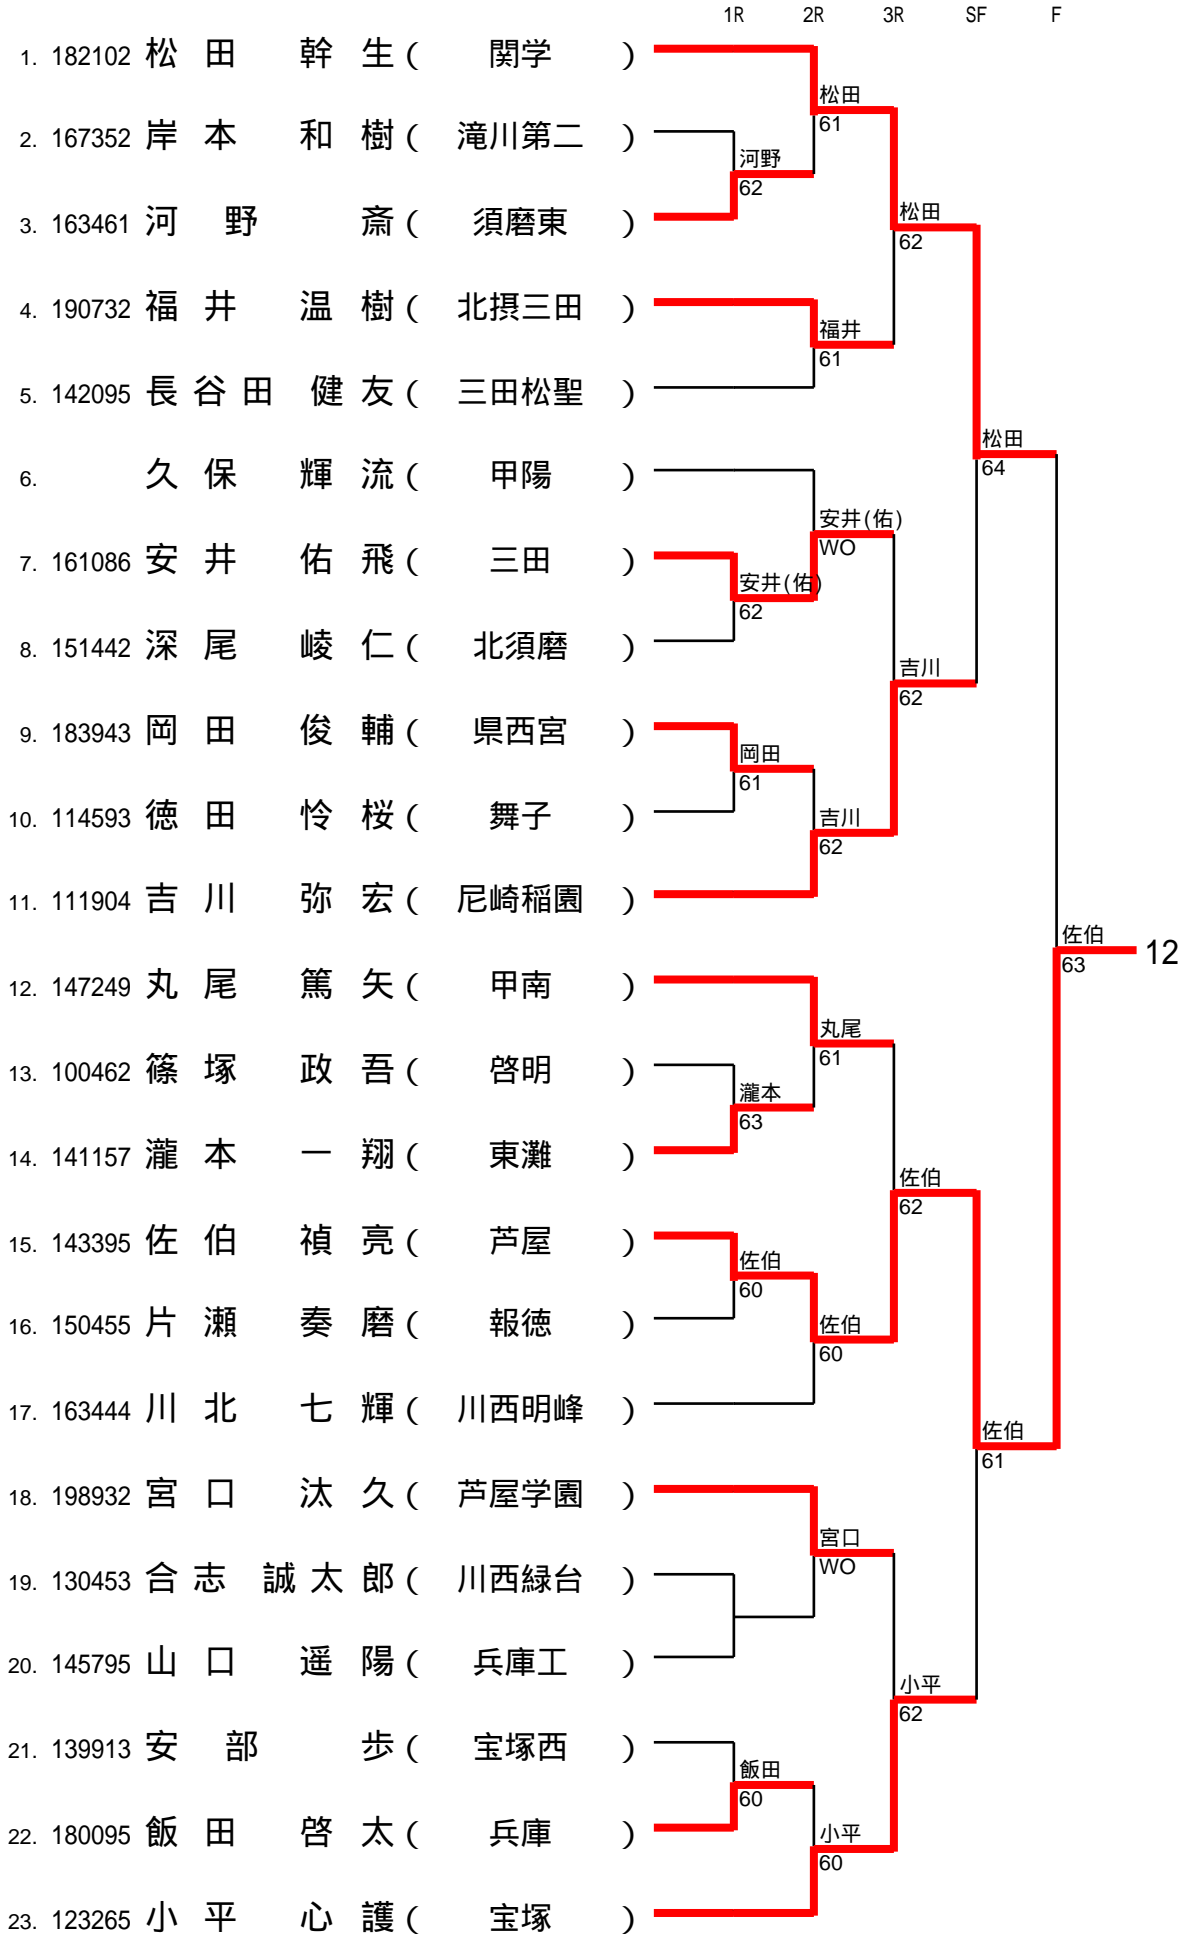 1R 2R 3R SF F
1. 182102 松田 幹生 ( 関学 )
松田
61
2. 167352 岸本 和樹 ( 滝川第二 )
河野
62
3. 163461 河野 斎 ( 須磨東 )
松田
62
4. 190732 福井 温樹 ( 北摂三田 )
福井
61
5. 142095 長谷田 健友 ( 三田松聖 )
松田
64
6. 久保 輝流 ( 甲陽 )
安井(佑)
WO
7. 161086 安井 佑飛 ( 三田 )
安井(佑)
62
8. 151442 深尾 崚仁 ( 北須磨 )
吉川
62
9. 183943 岡田 俊輔 ( 県西宮 )
岡田
61
10. 114593 徳田 怜桜 ( 舞子 )
吉川
62
11. 111904 吉川 弥宏 ( 尼崎稲園 )
佐伯
63
12
12. 147249 丸尾 篤矢 ( 甲南 )
丸尾
61
13. 100462 篠塚 政吾 ( 啓明 )
瀧本
63
14. 141157 瀧本 一翔 ( 東灘 )
佐伯
62
15. 143395 佐伯 禎亮 ( 芦屋 )
佐伯
60
16. 150455 片瀬 奏磨 ( 報徳 )
佐伯
60
17. 163444 川北 七輝 ( 川西明峰 )
佐伯
61
18. 198932 宮口 汰久 ( 芦屋学園 )
宮口
WO
19. 130453 合志 誠太郎 ( 川西緑台 )
20. 145795 山口 遥陽 ( 兵庫工 )
小平
62
21. 139913 安部 歩 ( 宝塚西 )
飯田
60
22. 180095 飯田 啓太 ( 兵庫 )
小平
60
23. 123265 小平 心護 ( 宝塚 )